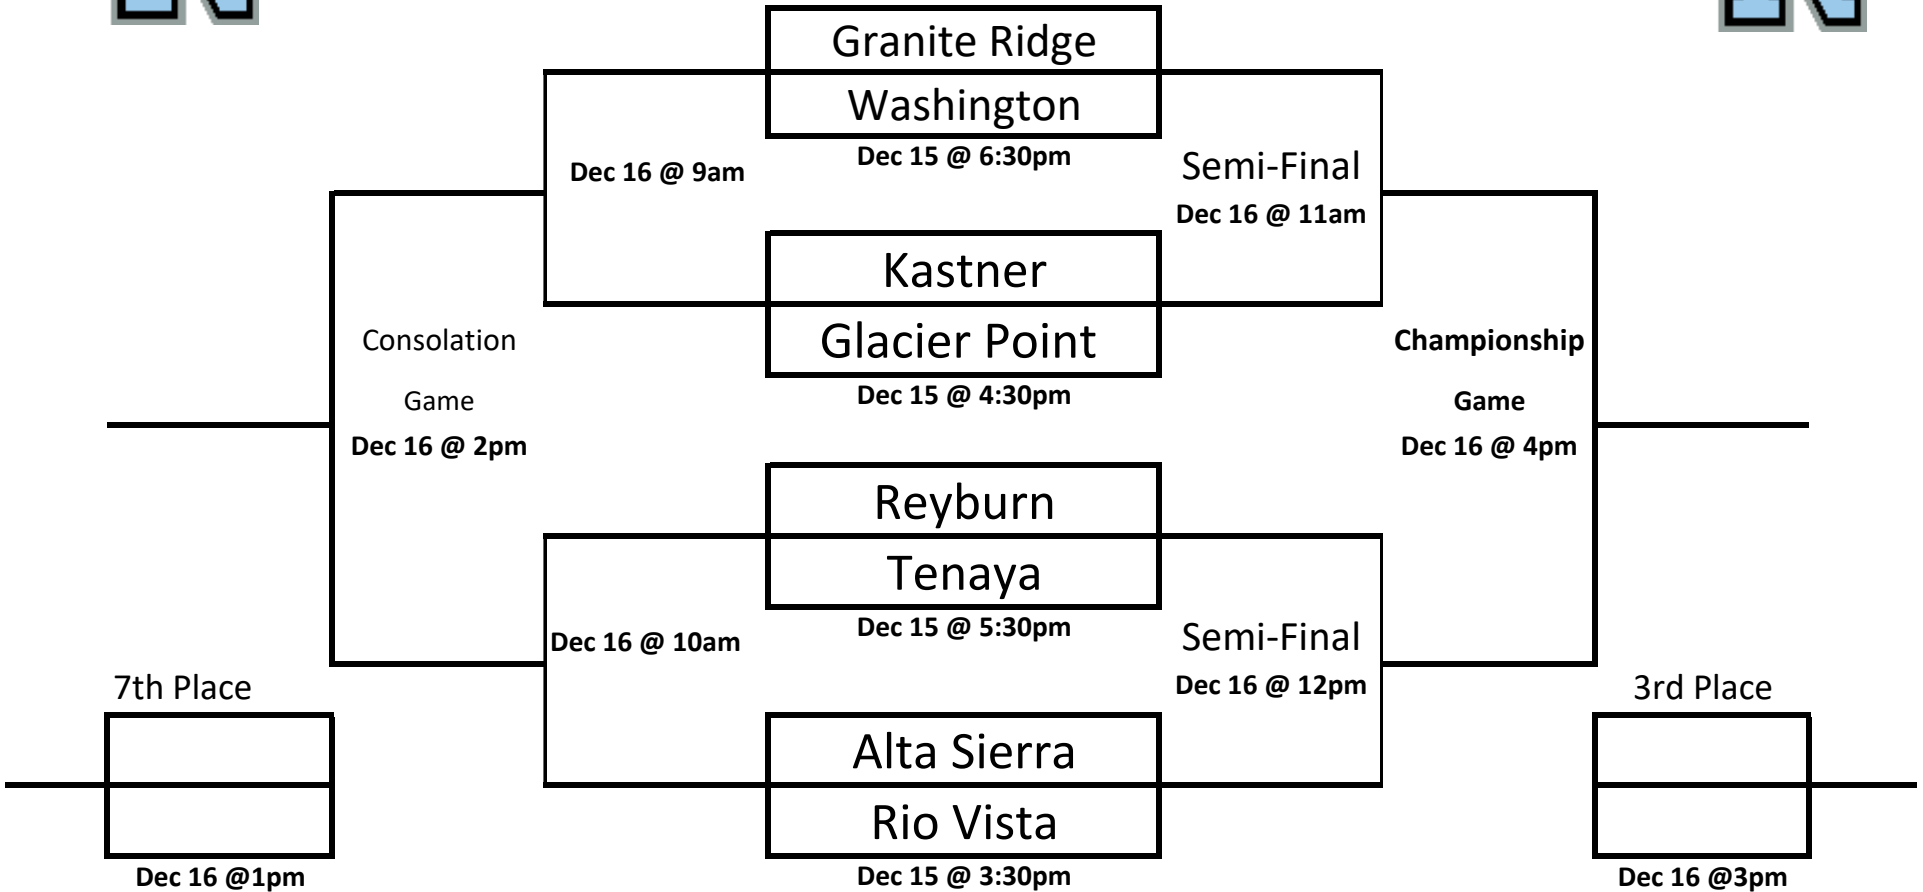 Granite Ridge
Washington
Dec 15 @ 6:30pm
Dec 16 @ 9am
Semi-Final
Dec 16 @ 11am
Kastner
Glacier Point
Dec 15 @ 4:30pm
Consolation
Game
Dec 16 @ 2pm
Championship
Game
Dec 16 @ 4pm
Reyburn
Tenaya
Dec 15 @ 5:30pm
Dec 16 @ 10am
Semi-Final
Dec 16 @ 12pm
7th Place
3rd Place
Alta Sierra
Rio Vista
Dec 15 @ 3:30pm
Dec 16 @1pm
Dec 16 @3pm